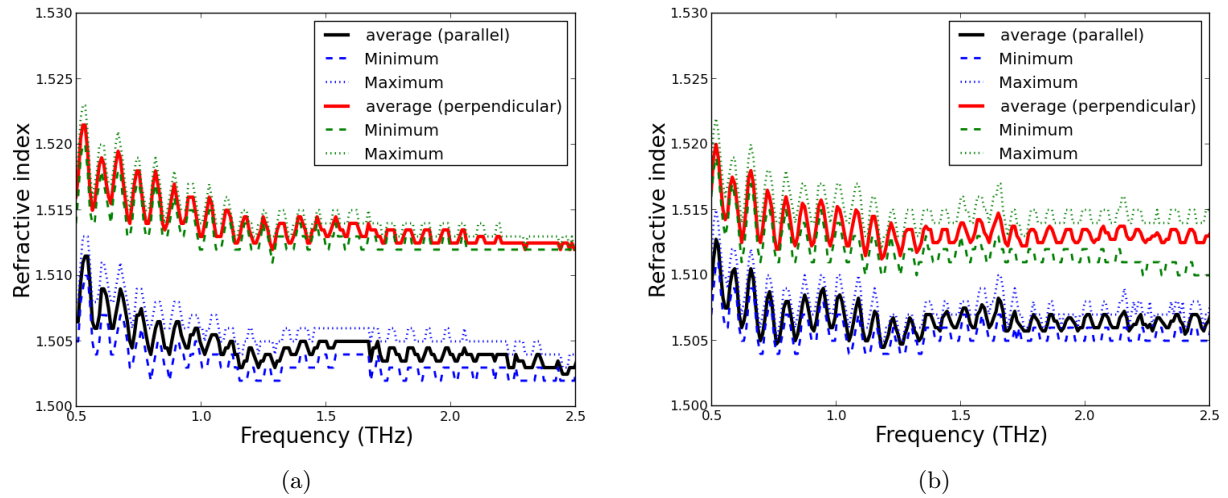 1.530
1.525
1.520
1.515
1.510
1.505
1.500
Refractive index
average (parallel)
Minimum
Maximum
average (perpendicular)
Minimum
Maximum
0.5 1.0 1.5 2.0 2.5
Frequency (THz)
(a)
1.530
1.525
1.520
1.515
1.510
1.505
1.500
Refractive index
average (parallel)
Minimum
Maximum
average (perpendicular)
Minimum
Maximum
0.5 1.0 1.5 2.0 2.5
Frequency (THz)
(b)